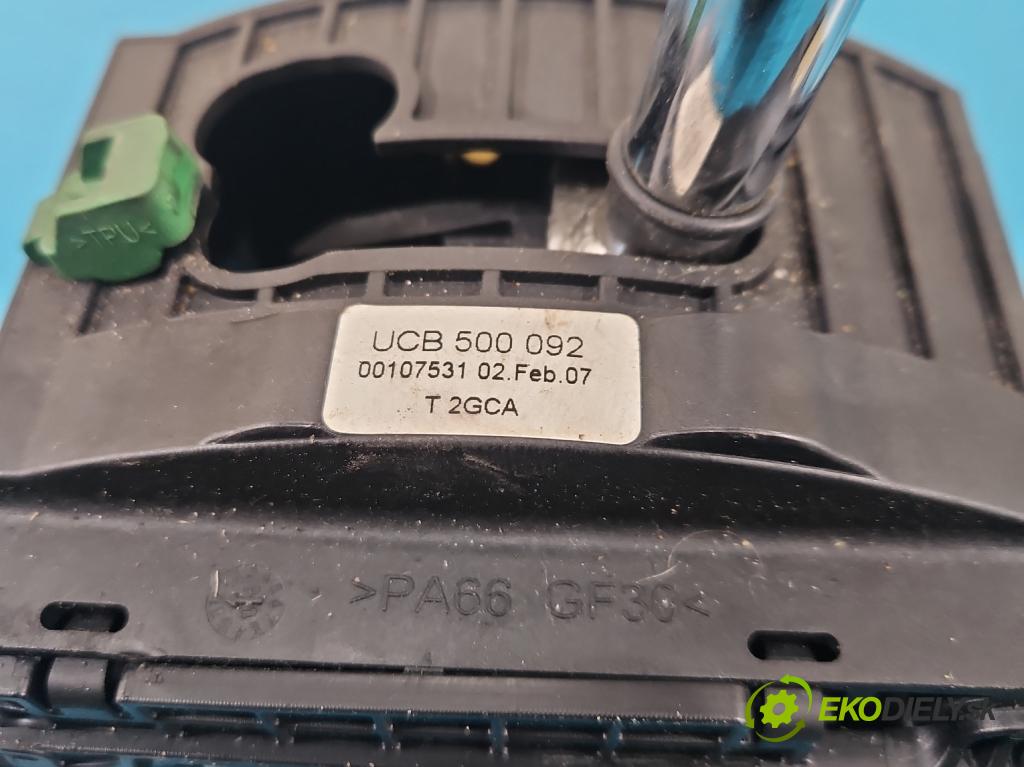 >TPU<
UCB 500 092
00107531 02.Feb.07
T 2GCA
>PA66 GF30<
EKODIELY.SK